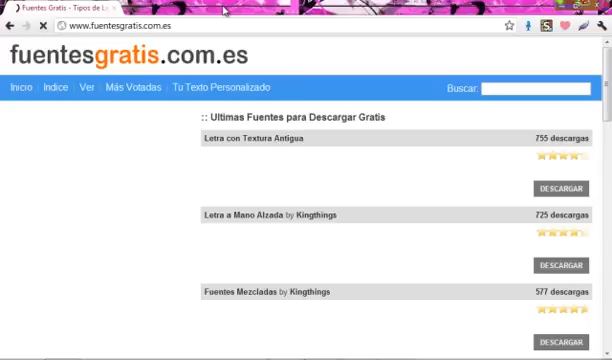 Fuentes Gratis - Tipos de Le
www.fuentesgratis.com.es
fuentesgratis.com.es
Inicio Indice Ver Más Votadas Tu Texto Personalizado Buscar:
:: Ultimas Fuentes para Descargar Gratis
Letra con Textura Antigua 755 descargas
DESCARGAR
Letra a Mano Alzada by Kingthings 725 descargas
DESCARGAR
Fuentes Mezcladas by Kingthings 577 descargas
DESCARGAR